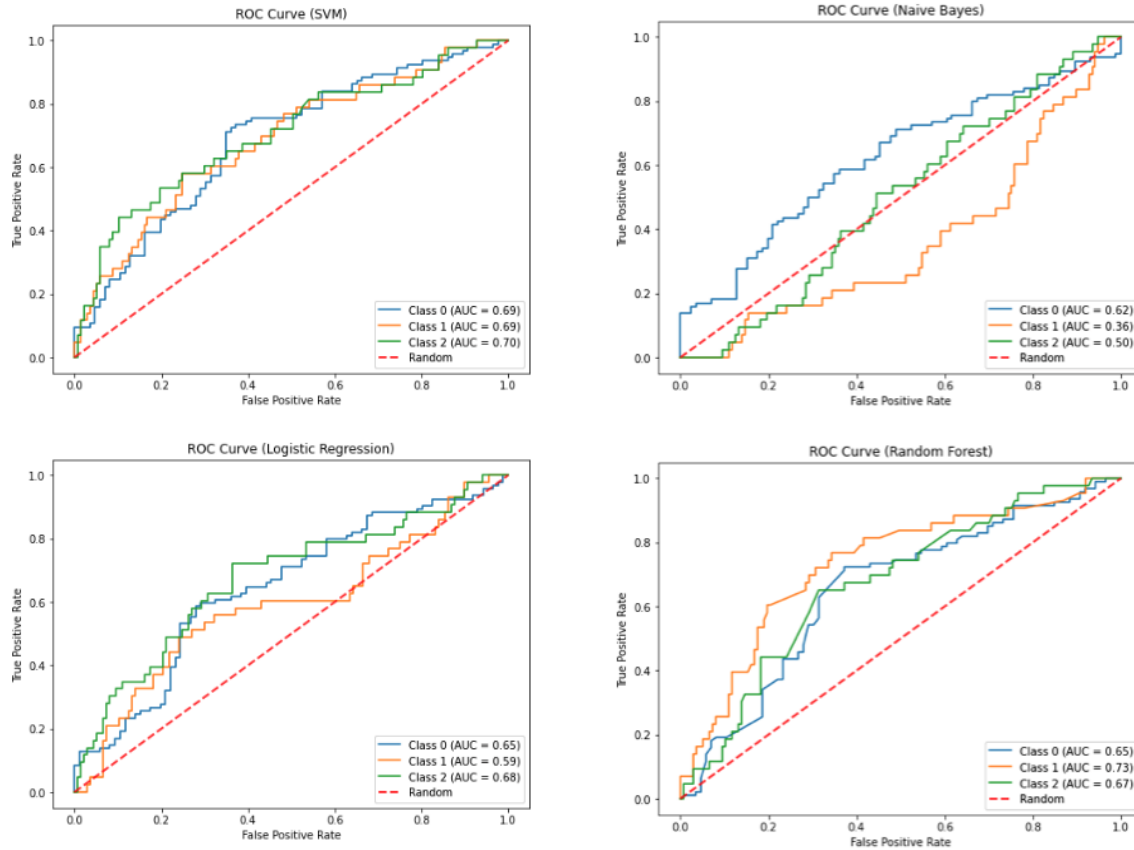 ROC Curve (SVM)
True Positive Rate
1.0
0.8
0.6
0.4
0.2
0.0
Class 0 (AUC = 0.69)
Class 1 (AUC = 0.69)
Class 2 (AUC = 0.70)
Random
0.0 0.2 0.4 0.6 0.8 1.0
False Positive Rate
ROC Curve (Naive Bayes)
True Positive Rate
1.0
0.8
0.6
0.4
0.2
0.0
Class 0 (AUC = 0.62)
Class 1 (AUC = 0.36)
Class 2 (AUC = 0.50)
Random
0.0 0.2 0.4 0.6 0.8 1.0
False Positive Rate
ROC Curve (Logistic Regression)
True Positive Rate
1.0
0.8
0.6
0.4
0.2
0.0
Class 0 (AUC = 0.65)
Class 1 (AUC = 0.59)
Class 2 (AUC = 0.68)
Random
0.0 0.2 0.4 0.6 0.8 1.0
False Positive Rate
ROC Curve (Random Forest)
True Positive Rate
1.0
0.8
0.6
0.4
0.2
0.0
Class 0 (AUC = 0.65)
Class 1 (AUC = 0.73)
Class 2 (AUC = 0.67)
Random
0.0 0.2 0.4 0.6 0.8 1.0
False Positive Rate